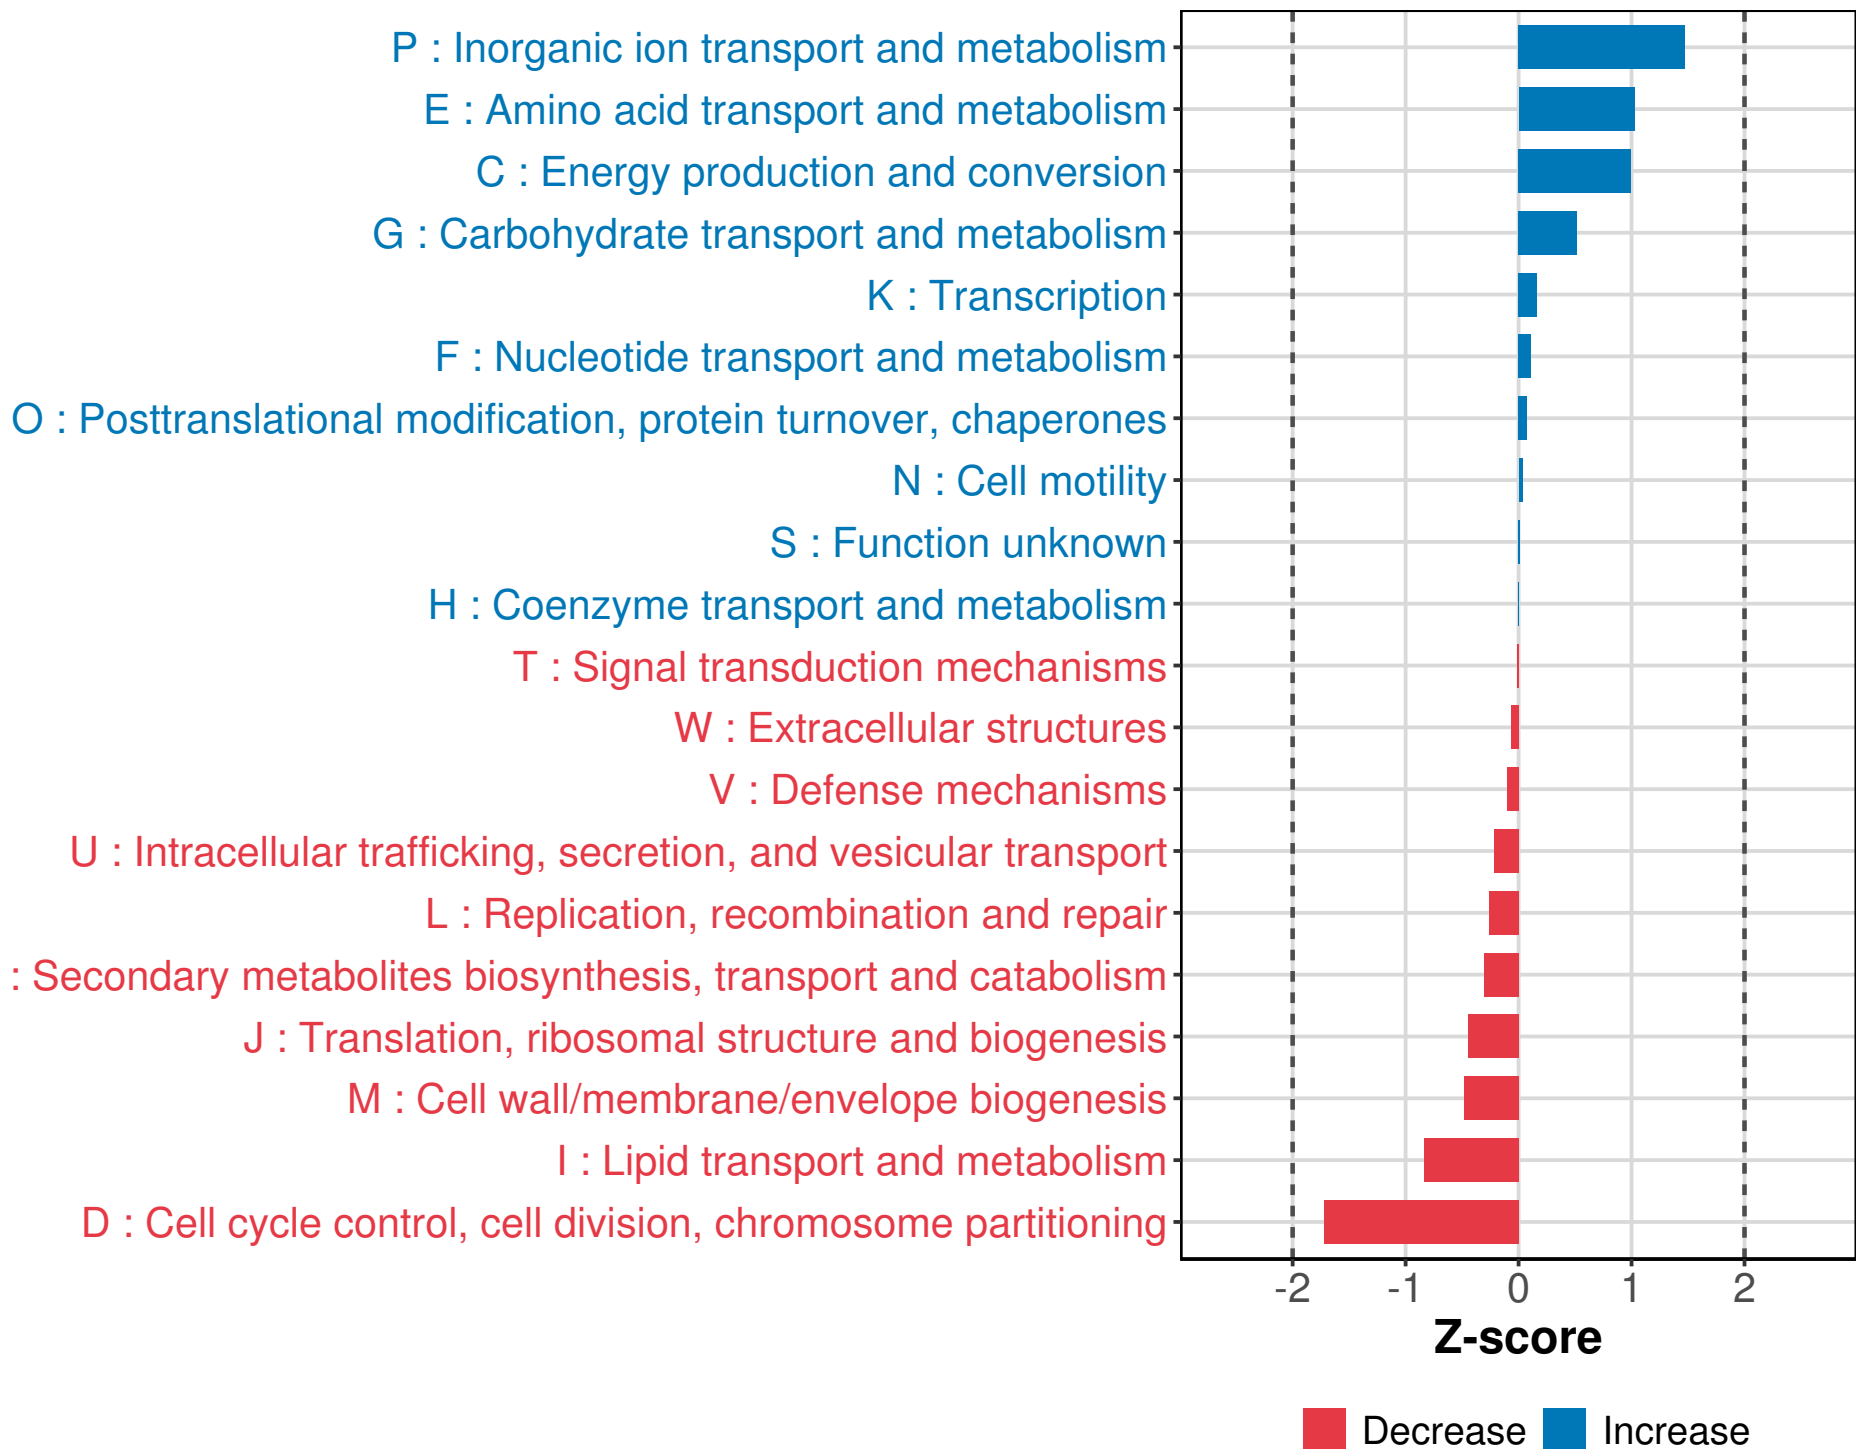 P : Inorganic ion transport and metabolism
E : Amino acid transport and metabolism
C : Energy production and conversion
G : Carbohydrate transport and metabolism
K : Transcription
F : Nucleotide transport and metabolism
O : Posttranslational modification, protein turnover, chaperones
N : Cell motility
S : Function unknown
H : Coenzyme transport and metabolism
T : Signal transduction mechanisms
W : Extracellular structures
V : Defense mechanisms
U : Intracellular trafficking, secretion, and vesicular transport
L : Replication, recombination and repair
: Secondary metabolites biosynthesis, transport and catabolism
J : Translation, ribosomal structure and biogenesis
M : Cell wall/membrane/envelope biogenesis
I : Lipid transport and metabolism
D : Cell cycle control, cell division, chromosome partitioning
-2 -1 0 1 2
Z-score
Decrease Increase